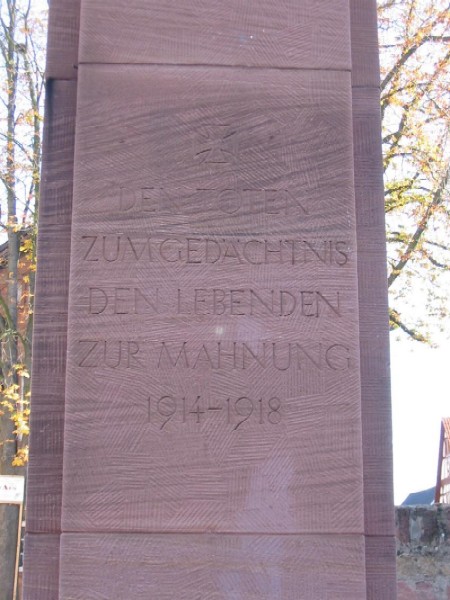 DEN TOTEN
ZUM GEDÄCHTNIS
DEN LEBENDEN
ZUR MAHNUNG
1914-1918